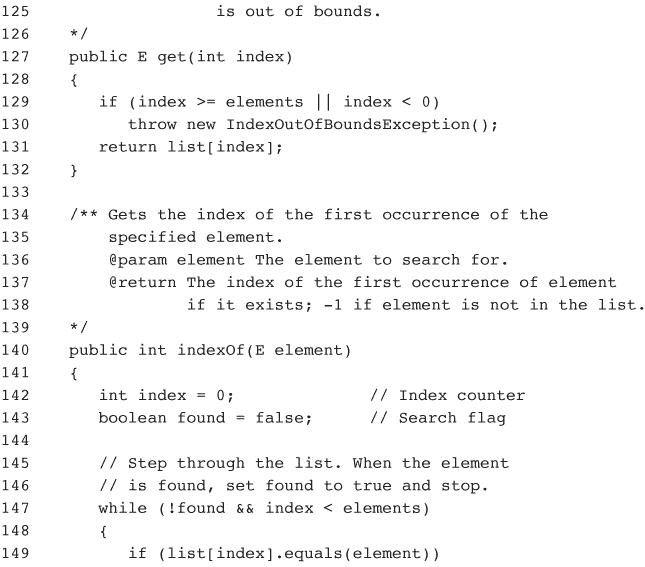 125                   is out of bounds.
126    */
127    public E get(int index)
128    {
129       if (index >= elements || index < 0)
130          throw new IndexOutOfBoundsException();
131       return list[index];
132    }
133
134    /** Gets the index of the first occurrence of the
135        specified element.
136        @param element The element to search for.
137        @return The index of the first occurrence of element
138                if it exists; -1 if element is not in the list.
139    */
140    public int indexOf(E element)
141    {
142       int index = 0;              // Index counter
143       boolean found = false;      // Search flag
144
145       // Step through the list. When the element
146       // is found, set found to true and stop.
147       while (!found && index < elements)
148       {
149          if (list[index].equals(element))